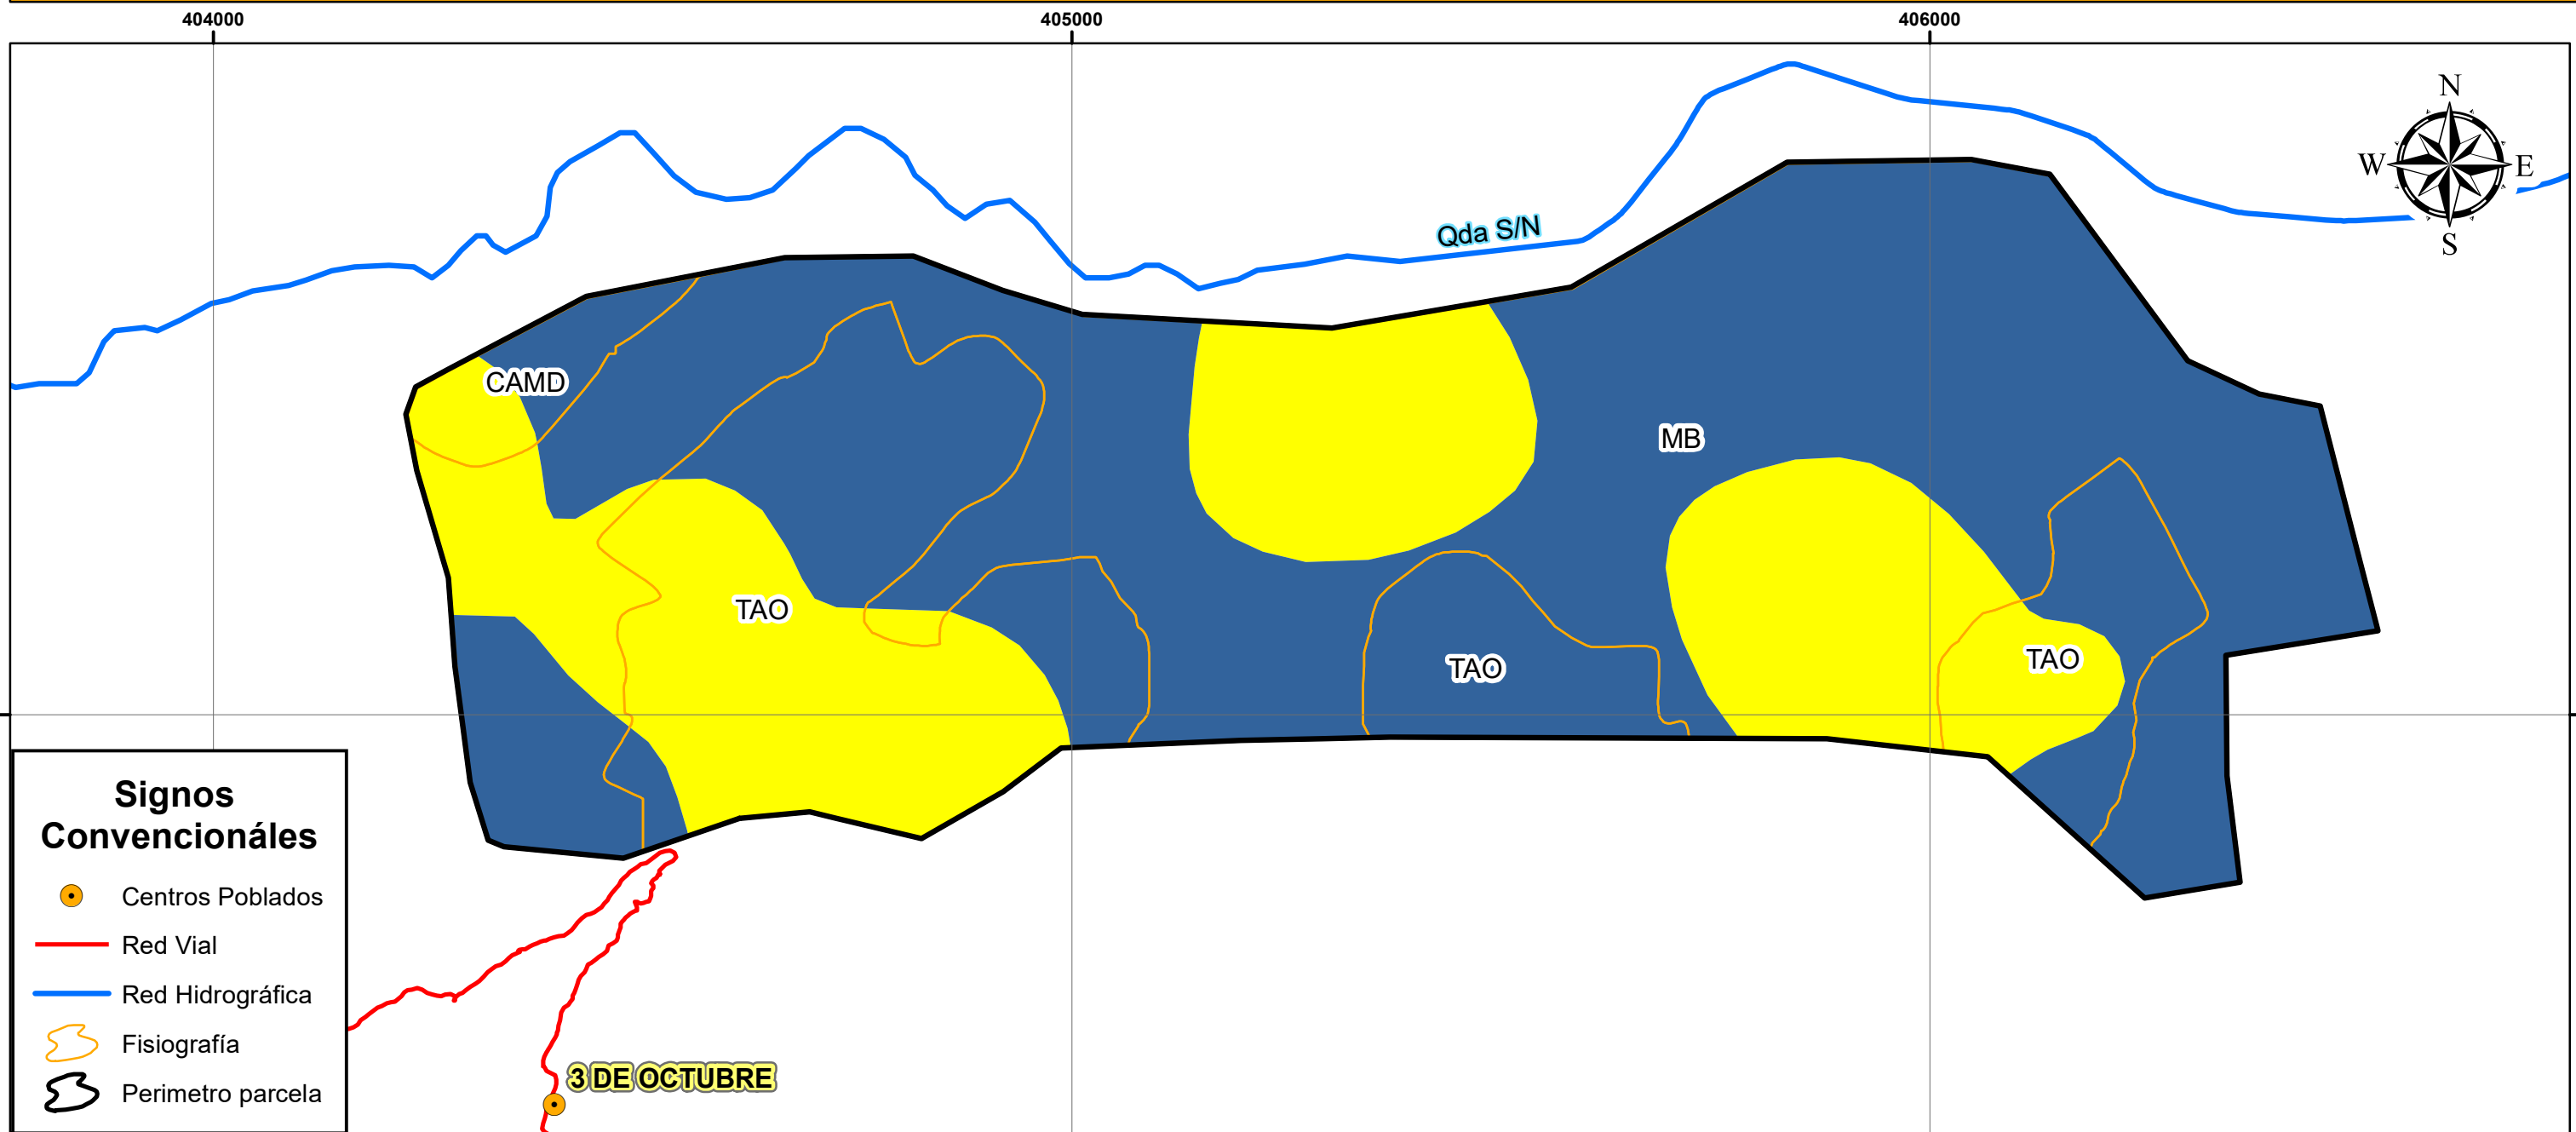 404000
405000
406000
N
W
E
S
Qda S/N
CAMD
MB
TAO
TAO
TAO
Signos
Convencionáles
Centros Poblados
Red Vial
Red Hidrográfica
Fisiografía
Perimetro parcela
3 DE OCTUBRE